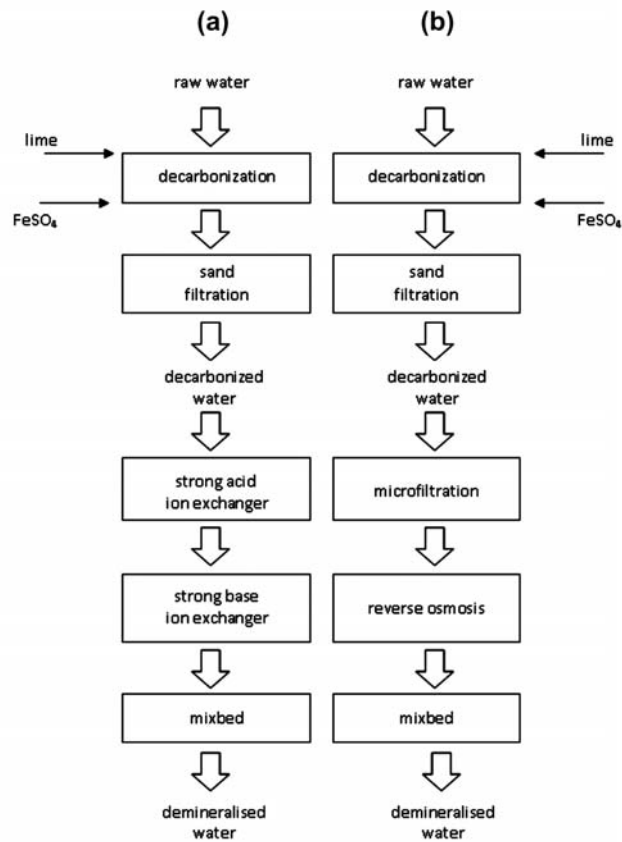 (a)
raw water
lime
decarbonization
FeSO₄
sand
filtration
decarbonized
water
strong acid
ion exchanger
strong base
ion exchanger
mixbed
demineralised
water
(b)
raw water
lime
decarbonization
FeSO₄
sand
filtration
decarbonized
water
microfiltration
reverse osmosis
mixbed
demineralised
water